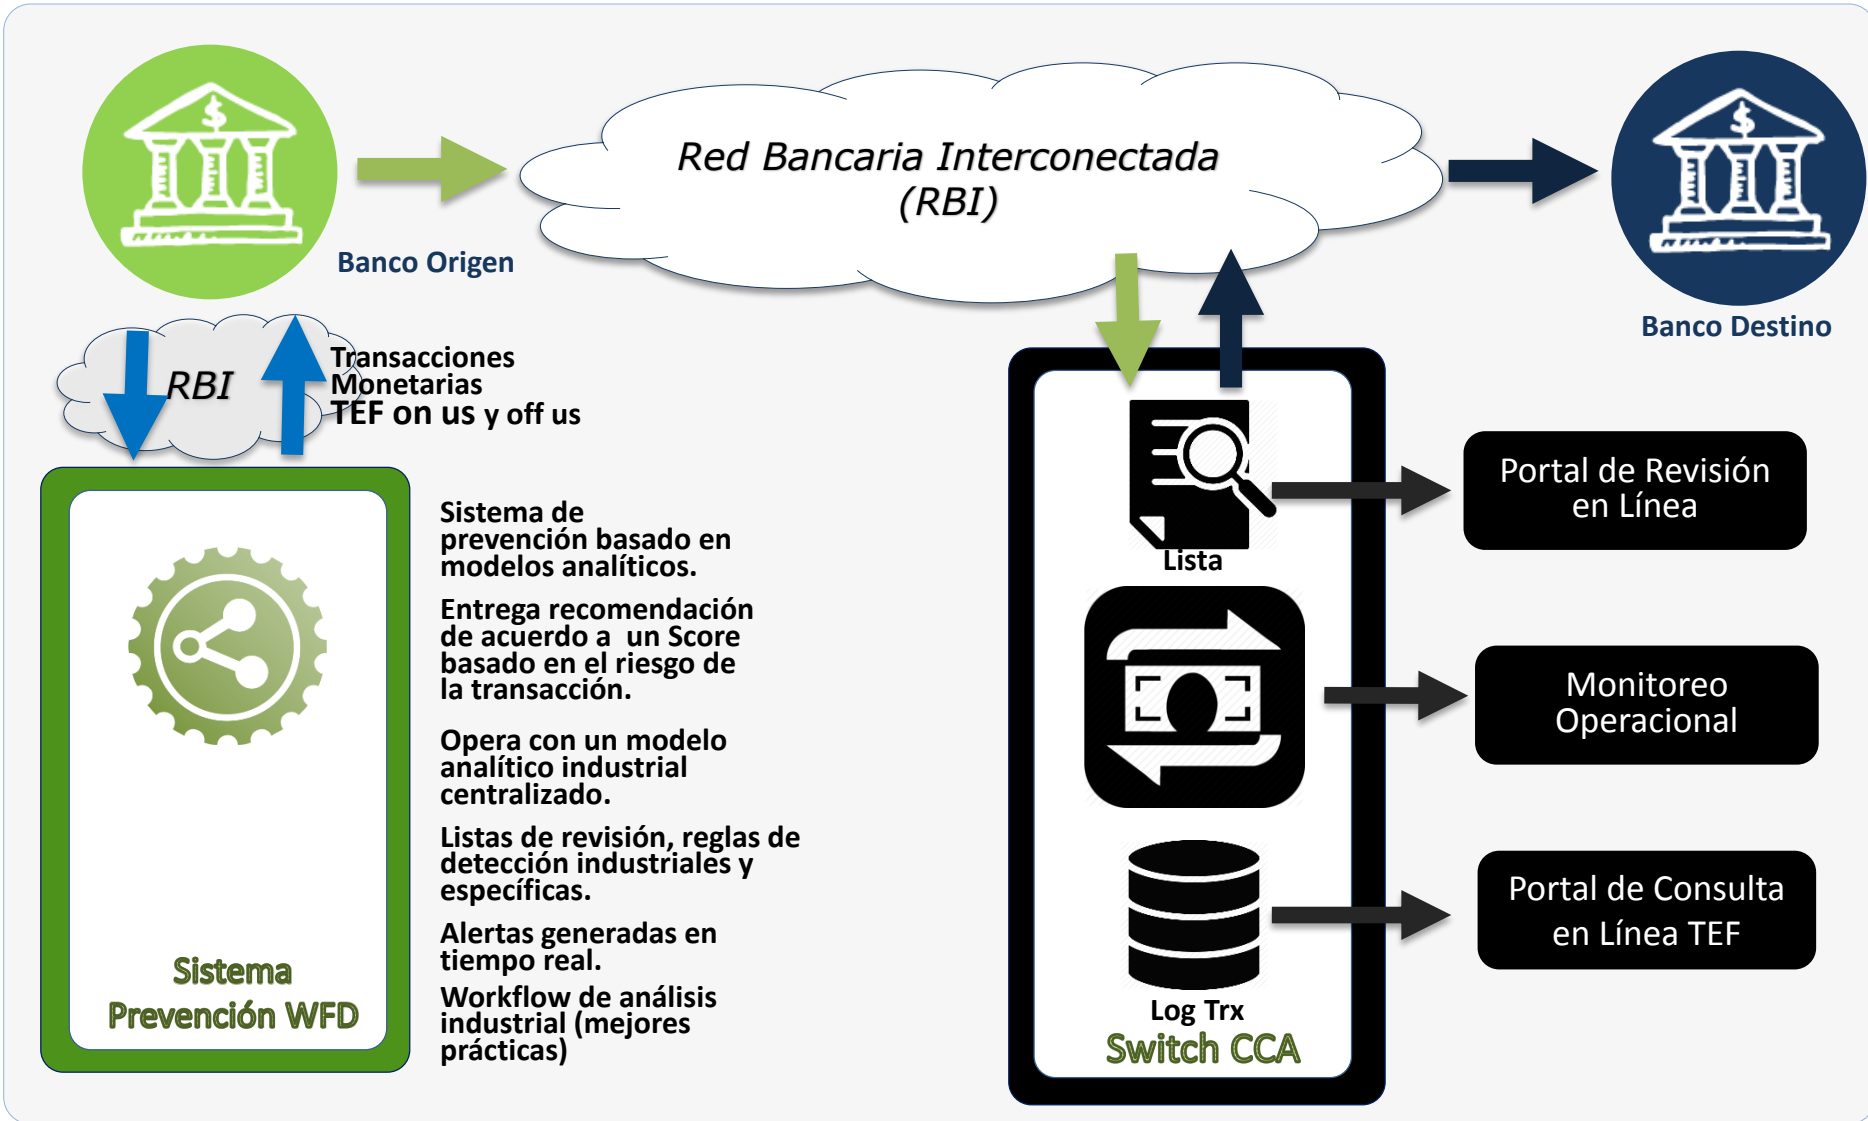 Red Bancaria Interconectada
(RBI)
Banco Origen
Banco Destino
RBI
Transacciones
Monetarias
TEF on us y off us
Sistema de
prevención basado en
modelos analíticos.
Entrega recomendación
de acuerdo a un Score
basado en el riesgo de
la transacción.
Opera con un modelo
analítico industrial
centralizado.
Listas de revisión, reglas de
detección industriales y
específicas.
Alertas generadas en
tiempo real.
Workflow de análisis
industrial (mejores
prácticas)
Sistema
Prevención WFD
Lista
Log Trx
Switch CCA
Portal de Revisión
en Línea
Monitoreo
Operacional
Portal de Consulta
en Línea TEF